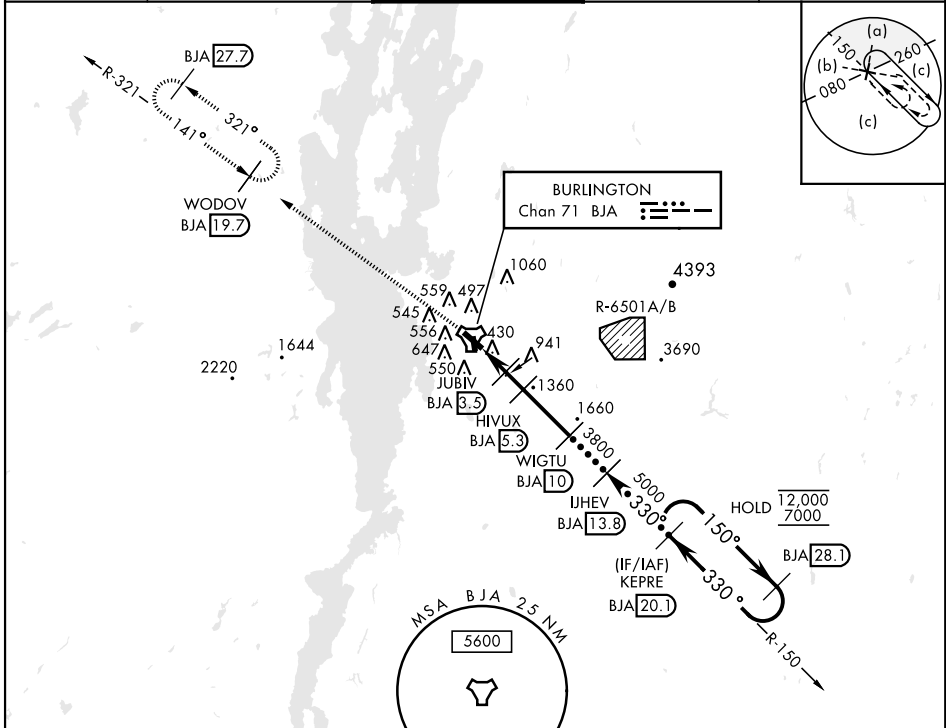 BJA 27.7
R-321
321°
141°
WODOV
BJA 19.7
(a)
150
260
(b)
(c)
080
(c)
BURLINGTON
Chan 71 BJA
1060
4393
559
497
545
R-6501A/B
556
430
941
647
3690
1644
2220
550
JUBIV
BJA 3.5
1360
HIVUX
BJA 5.3
1660
3800
WIGTU
BJA 10
5000
IJHEV
BJA 13.8
330°
150°
HOLD 12,000
7000
BJA 28.1
(IF/IAF)
KEPRE
BJA 20.1
330°
R-150
MSA BJA 25 NM
5600